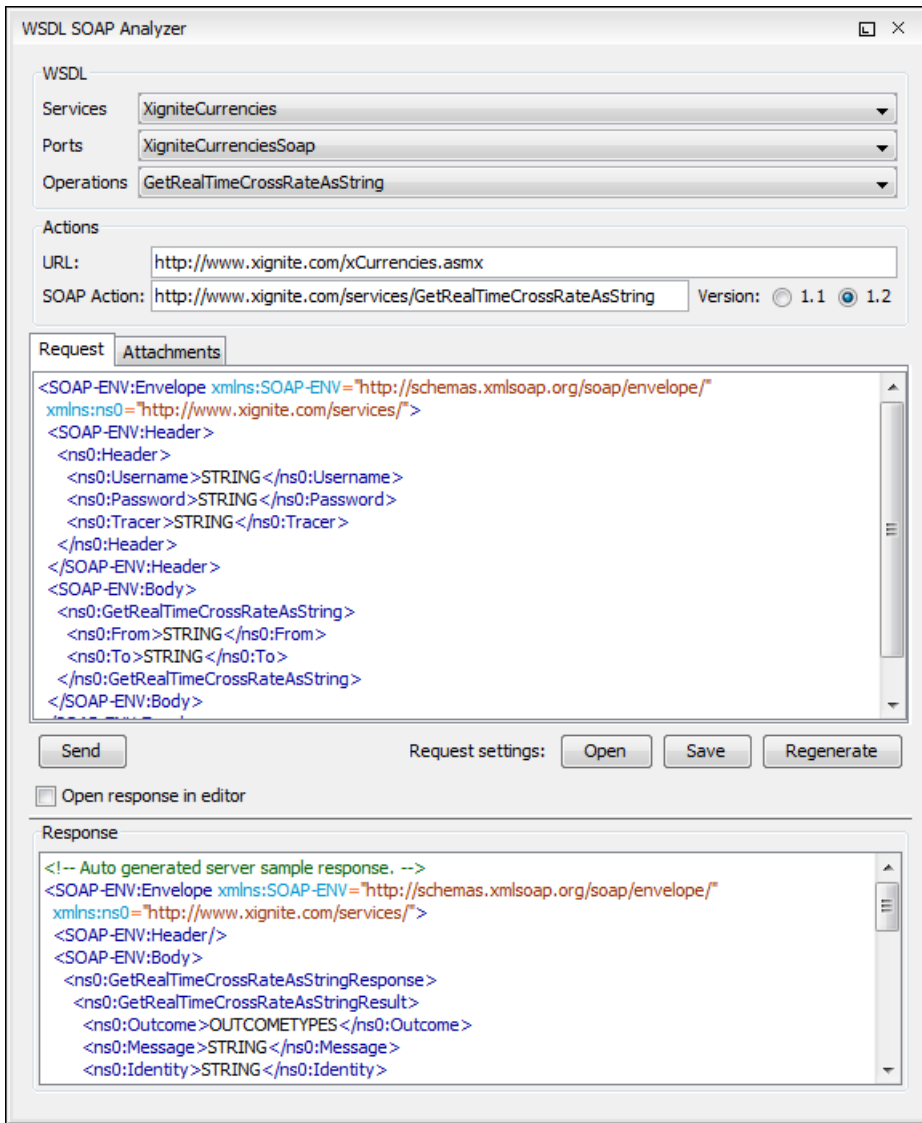 WSDL SOAP Analyzer
WSDL
Services XigniteCurrencies
Ports XigniteCurrenciesSoap
Operations GetRealTimeCrossRateAsString
Actions
URL: http://www.xignite.com/xCurrencies.asmx
SOAP Action: http://www.xignite.com/services/GetRealTimeCrossRateAsString Version: 1.1 1.2
Request Attachments
<SOAP-ENV:Envelope xmlns:SOAP-ENV="http://schemas.xmlsoap.org/soap/envelope/"
xmlns:ns0="http://www.xignite.com/services/">
<SOAP-ENV:Header>
<ns0:Header>
<ns0:Username>STRING</ns0:Username>
<ns0:Password>STRING</ns0:Password>
<ns0:Tracer>STRING</ns0:Tracer>
</ns0:Header>
</SOAP-ENV:Header>
<SOAP-ENV:Body>
<ns0:GetRealTimeCrossRateAsString>
<ns0:From>STRING</ns0:From>
<ns0:To>STRING</ns0:To>
</ns0:GetRealTimeCrossRateAsString>
</SOAP-ENV:Body>
Send Request settings: Open Save Regenerate
Open response in editor
Response
<!-- Auto generated server sample response. -->
<SOAP-ENV:Envelope xmlns:SOAP-ENV="http://schemas.xmlsoap.org/soap/envelope/"
xmlns:ns0="http://www.xignite.com/services/">
<SOAP-ENV:Header/>
<SOAP-ENV:Body>
<ns0:GetRealTimeCrossRateAsStringResponse>
<ns0:GetRealTimeCrossRateAsStringResult>
<ns0:Outcome>OUTCOMETYPES</ns0:Outcome>
<ns0:Message>STRING</ns0:Message>
<ns0:Identity>STRING</ns0:Identity>